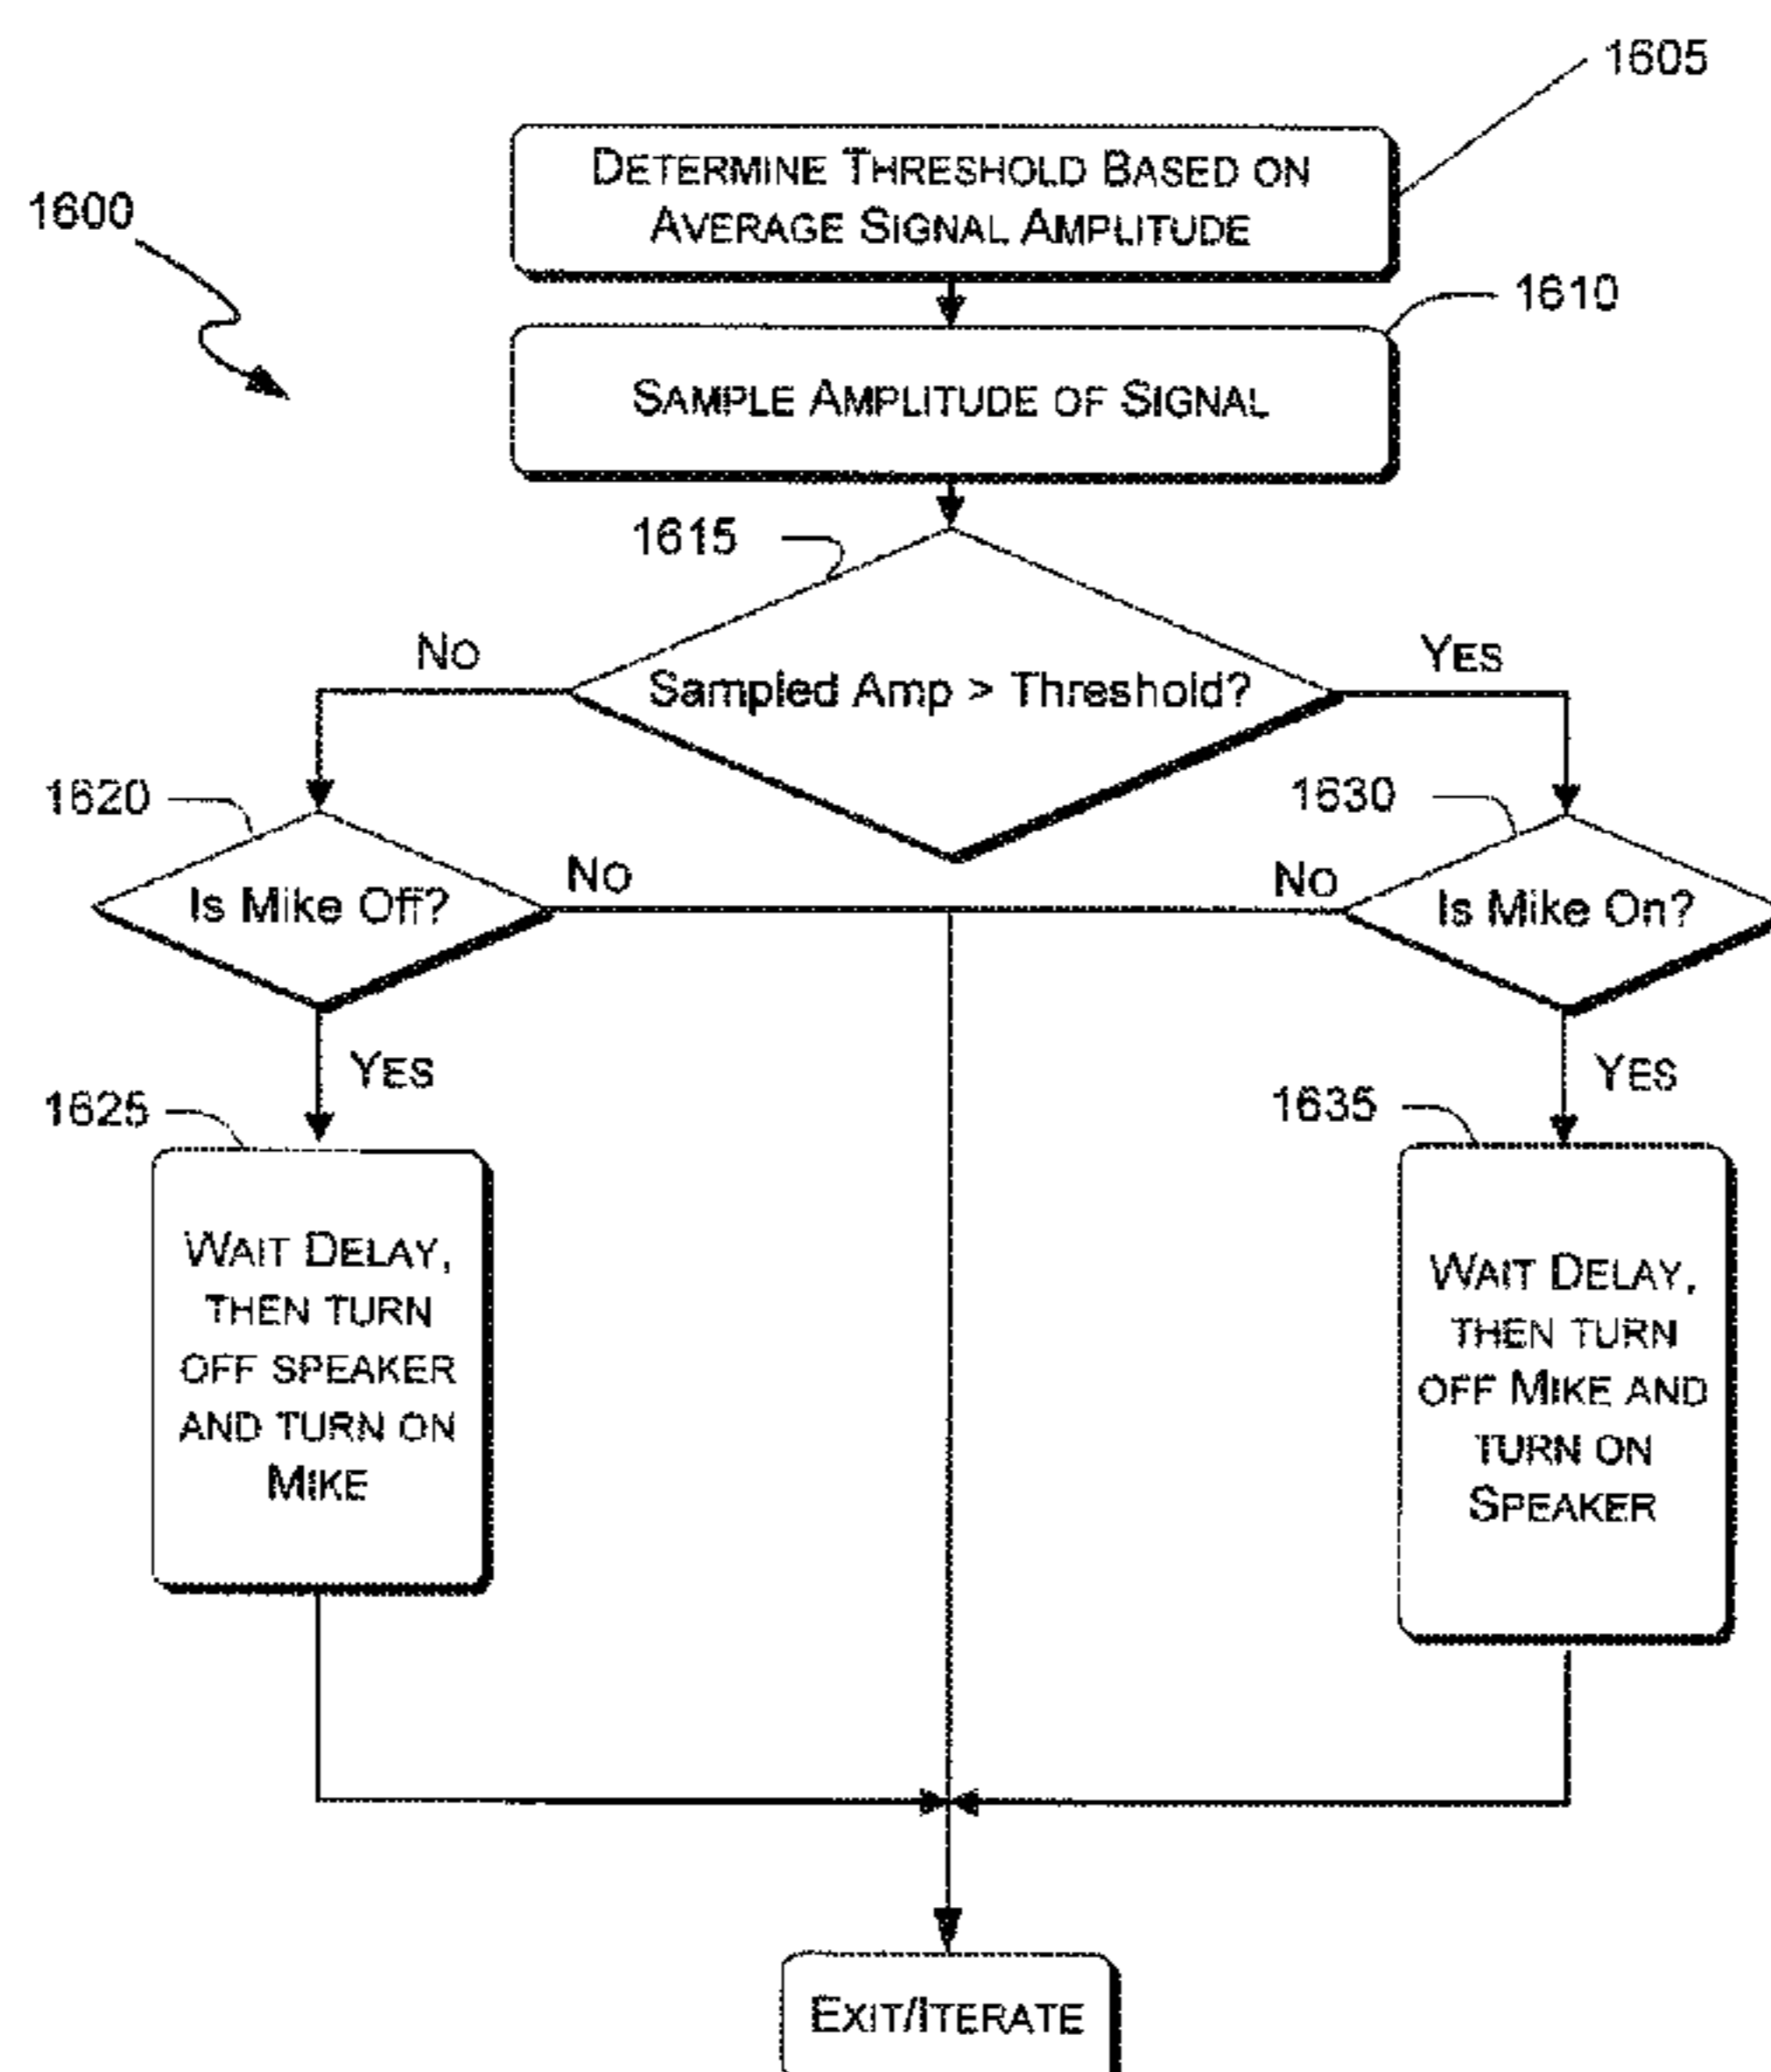 1605
DETERMINE THRESHOLD BASED ON
AVERAGE SIGNAL AMPLITUDE
1600
1610
SAMPLE AMPLITUDE OF SIGNAL
1615
NO
YES
Sampled Amp > Threshold?
1620
1630
NO
NO
Is Mike Off?
Is Mike On?
YES
YES
1625
1635
WAIT DELAY,
THEN TURN
OFF SPEAKER
AND TURN ON
MIKE
WAIT DELAY,
THEN TURN
OFF MIKE AND
TURN ON
SPEAKER
EXIT/ITERATE